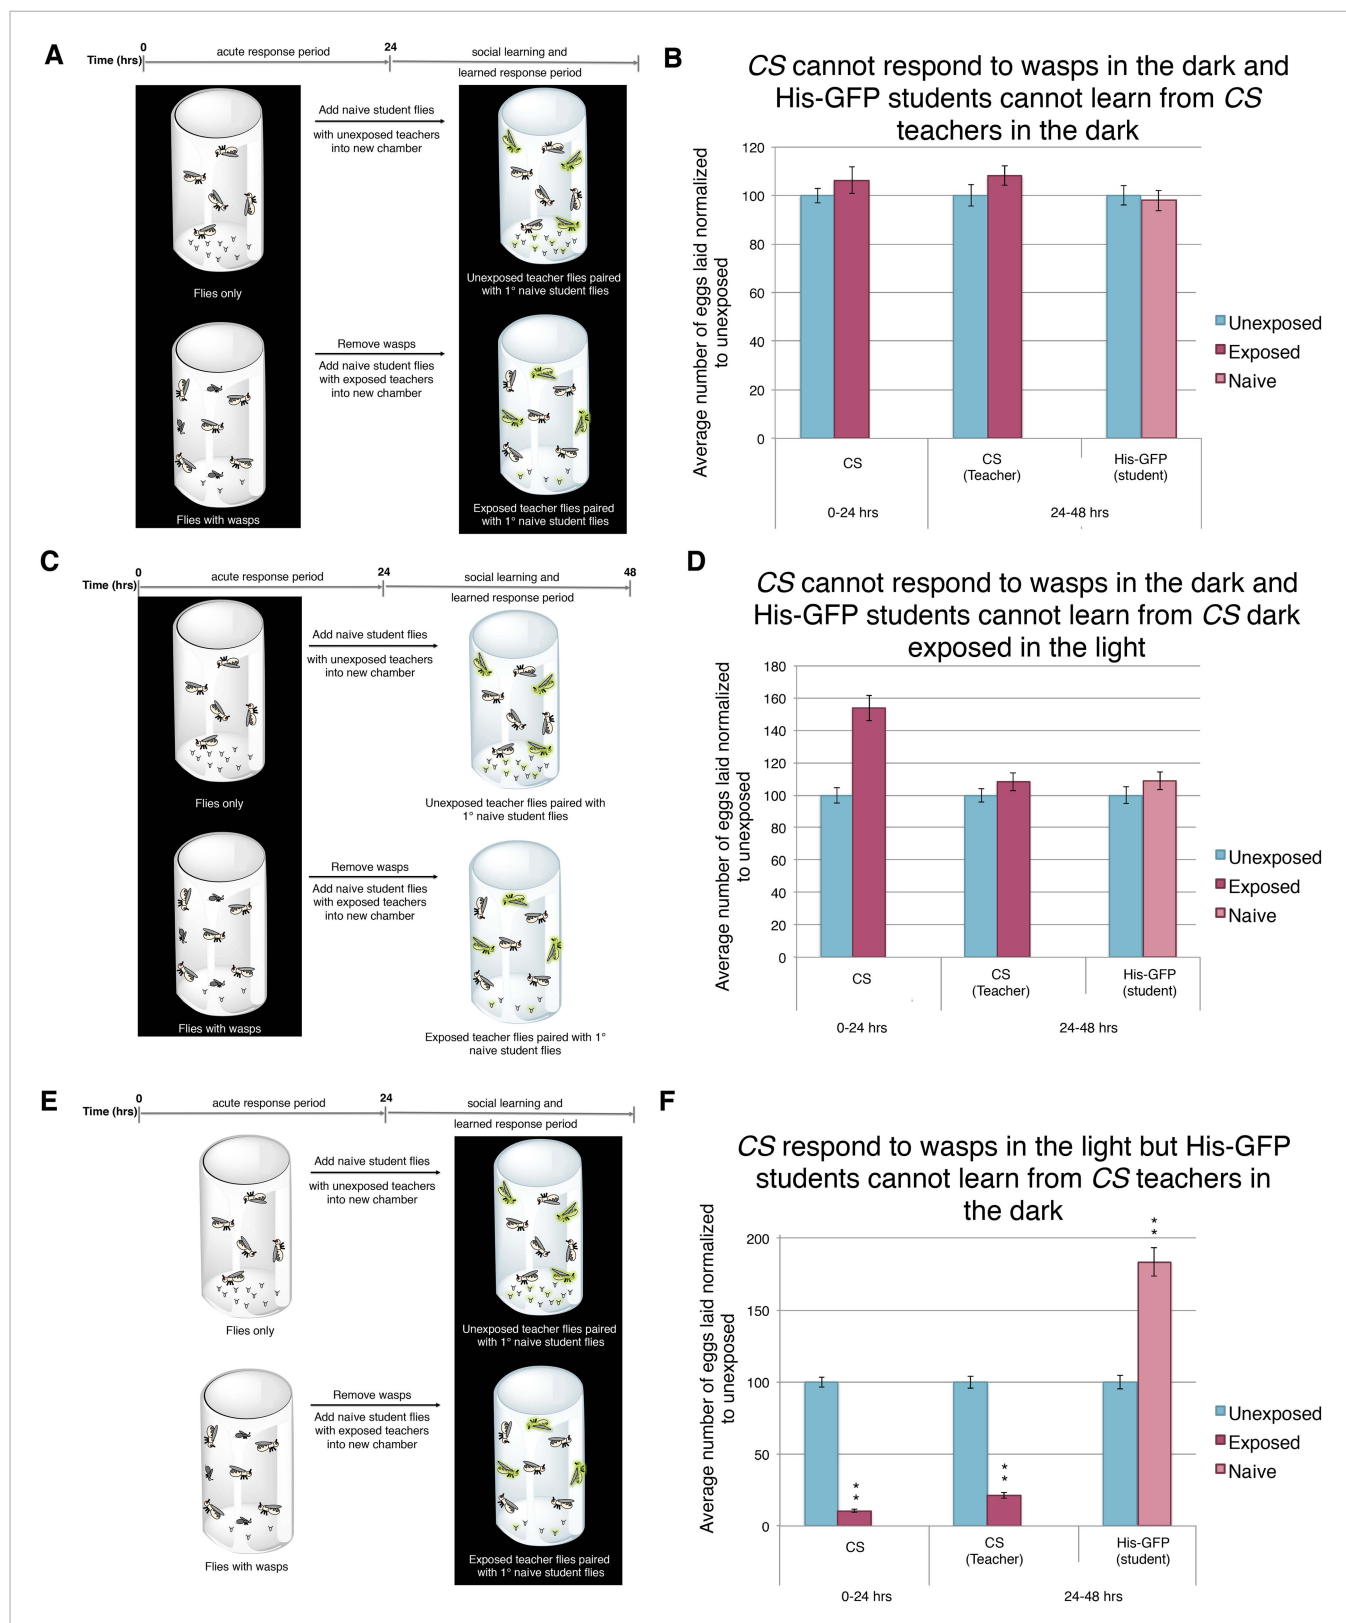 A
Time (hrs)
0
acute response period
24
social learning and
learned response period
Add naive student flies
with unexposed teachers
into new chamber
Flies only
Unexposed teacher flies paired
with 1° naive student flies
Remove wasps
Add naive student flies
with exposed teachers
into new chamber
Flies with wasps
Exposed teacher flies paired
with 1° naive student flies
B
CS cannot respond to wasps in the dark and
His-GFP students cannot learn from CS
teachers in the dark
Average number of eggs laid normalized
to unexposed
120
100
80
60
40
20
0
CS
CS
(Teacher)
His-GFP
(student)
0-24 hrs
24-48 hrs
Unexposed
Exposed
Naive
C
Time (hrs)
0
acute response period
24
social learning and
learned response period
48
Add naive student flies
with unexposed teachers
into new chamber
Flies only
Unexposed teacher flies paired with
1° naive student flies
Remove wasps
Add naive student flies
with exposed teachers
into new chamber
Flies with wasps
Exposed teacher flies paired with 1°
naive student flies
D
CS cannot respond to wasps in the dark and
His-GFP students cannot learn from CS dark
exposed in the light
Average number of eggs laid normalized
to unexposed
180
160
140
120
100
80
60
40
20
0
CS
CS
(Teacher)
His-GFP
(student)
0-24 hrs
24-48 hrs
Unexposed
Exposed
Naive
E
Time (hrs)
0
acute response period
24
social learning and
learned response period
Add naive student flies
with unexposed teachers
into new chamber
Flies only
Unexposed teacher flies paired
with 1° naive student flies
Remove wasps
Add naive student flies
with exposed teachers
into new chamber
Flies with wasps
Exposed teacher flies paired
with 1° naive student flies
F
CS respond to wasps in the light but His-GFP
students cannot learn from CS teachers in
the dark
Average number of eggs laid normalized
to unexposed
200
150
100
50
0
**
**
**
CS
CS
(Teacher)
His-GFP
(student)
0-24 hrs
24-48 hrs
Unexposed
Exposed
Naive